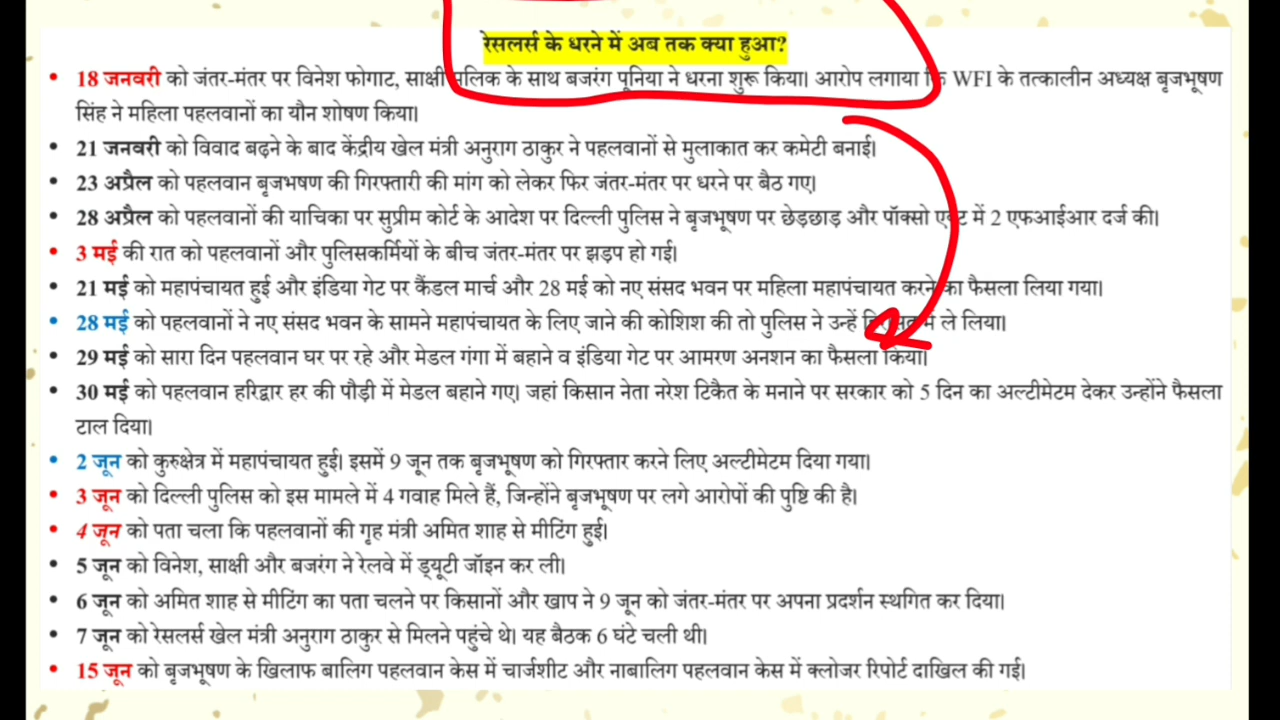 रेसलर्स के धरने में अब तक क्या हुआ?
• 18 जनवरी को जंतर-मंतर पर विनेश फोगाट, साक्षी मलिक के साथ बजरंग पूनिया ने धरना शुरू किया। आरोप लगाया कि WFI के तत्कालीन अध्यक्ष बृजभूषण
सिंह ने महिला पहलवानों का यौन शोषण किया।
• 21 जनवरी को विवाद बढ़ने के बाद केंद्रीय खेल मंत्री अनुराग ठाकुर ने पहलवानों से मुलाकात कर कमेटी बनाई।
• 23 अप्रैल को पहलवान बृजभूषण की गिरफ्तारी की मांग को लेकर फिर जंतर-मंतर पर धरने पर बैठ गए।
• 28 अप्रैल को पहलवानों की याचिका पर सुप्रीम कोर्ट के आदेश पर दिल्ली पुलिस ने बृजभूषण पर छेड़छाड़ और पॉक्सो एक्ट में 2 एफआईआर दर्ज की।
• 3 मई की रात को पहलवानों और पुलिसकर्मियों के बीच जंतर-मंतर पर झड़प हो गई।
• 21 मई को महापंचायत हुई और इंडिया गेट पर कैंडल मार्च और 28 मई को नए संसद भवन पर महिला महापंचायत करने का फैसला लिया गया।
• 28 मई को पहलवानों ने नए संसद भवन के सामने महापंचायत के लिए जाने की कोशिश की तो पुलिस ने उन्हें हिरासत में ले लिया।
• 29 मई को सारा दिन पहलवान घर पर रहे और मेडल गंगा में बहाने व इंडिया गेट पर आमरण अनशन का फैसला किया।
• 30 मई को पहलवान हरिद्वार हर की पौड़ी में मेडल बहाने गए। जहां किसान नेता नरेश टिकैत के मनाने पर सरकार को 5 दिन का अल्टीमेटम देकर उन्होंने फैसला
टाल दिया।
• 2 जून को कुरुक्षेत्र में महापंचायत हुई। इसमें 9 जून तक बृजभूषण को गिरफ्तार करने लिए अल्टीमेटम दिया गया।
• 3 जून को दिल्ली पुलिस को इस मामले में 4 गवाह मिले हैं, जिन्होंने बृजभूषण पर लगे आरोपों की पुष्टि की है।
• 4 जून को पता चला कि पहलवानों की गृह मंत्री अमित शाह से मीटिंग हुई।
• 5 जून को विनेश, साक्षी और बजरंग ने रेलवे में ड्यूटी जॉइन कर ली।
• 6 जून को अमित शाह से मीटिंग का पता चलने पर किसानों और खाप ने 9 जून को जंतर-मंतर पर अपना प्रदर्शन स्थगित कर दिया।
• 7 जून को रेसलर्स खेल मंत्री अनुराग ठाकुर से मिलने पहुंचे थे। यह बैठक 6 घंटे चली थी।
• 15 जून को बृजभूषण के खिलाफ बालिग पहलवान केस में चार्जशीट और नाबालिग पहलवान केस में क्लोजर रिपोर्ट दाखिल की गई।